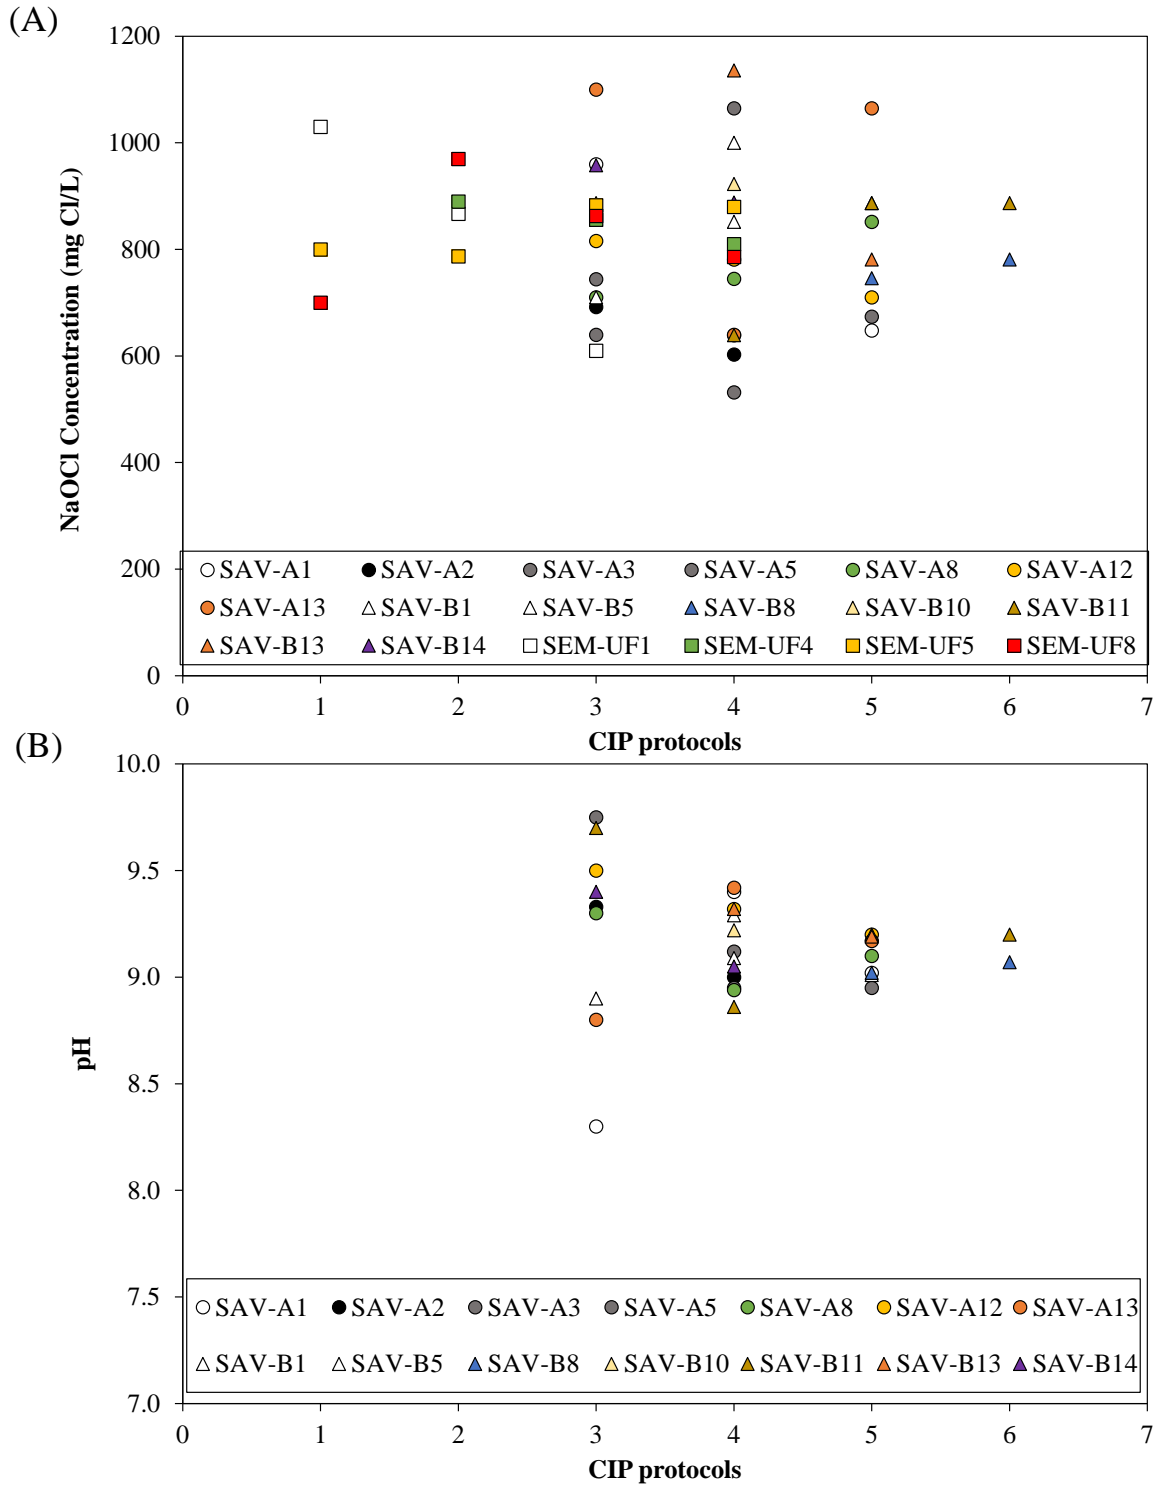 (A)
1200
1000
800
600
400
200
0
NaOCl Concentration (mg Cl/L)
SAV-A1 SAV-A2 SAV-A3 SAV-A5 SAV-A8 SAV-A12
SAV-A13 SAV-B1 SAV-B5 SAV-B8 SAV-B10 SAV-B11
SAV-B13 SAV-B14 SEM-UF1 SEM-UF4 SEM-UF5 SEM-UF8
0 1 2 3 4 5 6 7
CIP protocols
(B)
10.0
9.5
9.0
8.5
8.0
7.5
7.0
pH
SAV-A1 SAV-A2 SAV-A3 SAV-A5 SAV-A8 SAV-A12 SAV-A13
SAV-B1 SAV-B5 SAV-B8 SAV-B10 SAV-B11 SAV-B13 SAV-B14
0 1 2 3 4 5 6 7
CIP protocols